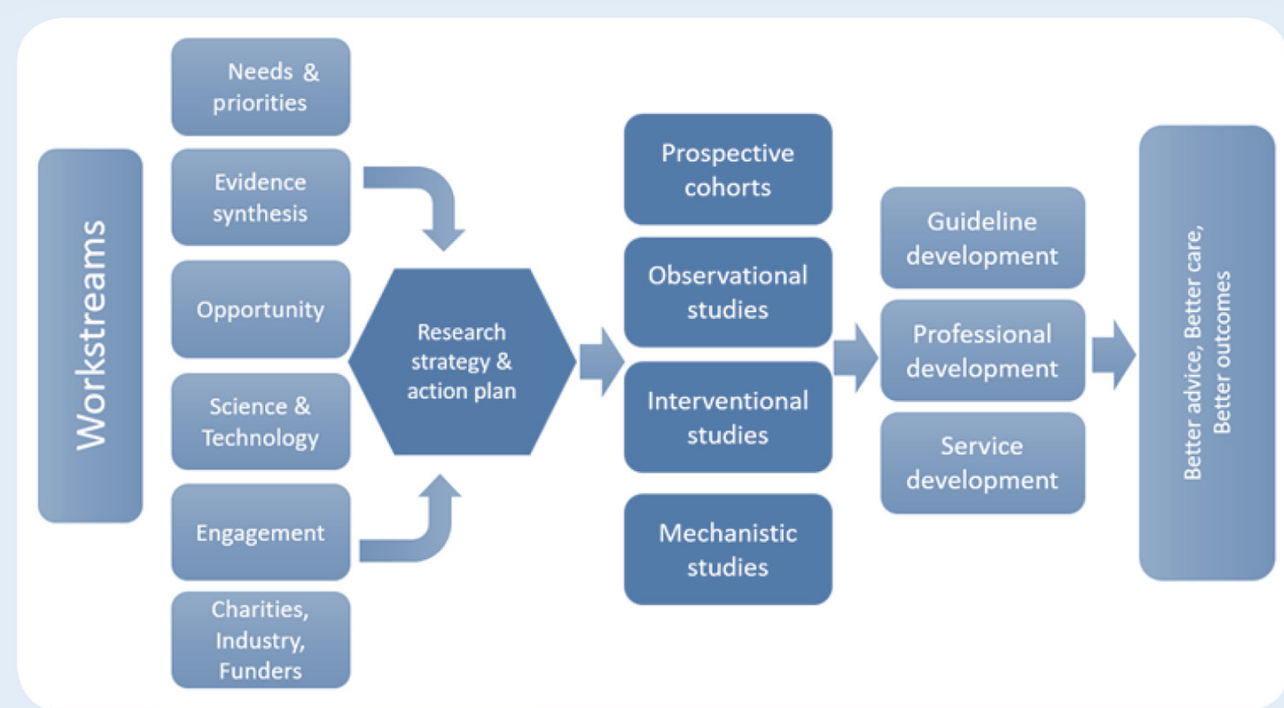 Workstreams
Needs &
priorities
Evidence
synthesis
Opportunity
Science &
Technology
Engagement
Charities,
Industry,
Funders
Research
strategy &
action plan
Prospective
cohorts
Observational
studies
Interventional
studies
Mechanistic
studies
Guideline
development
Professional
development
Service
development
Better advice, Better care,
Better outcomes